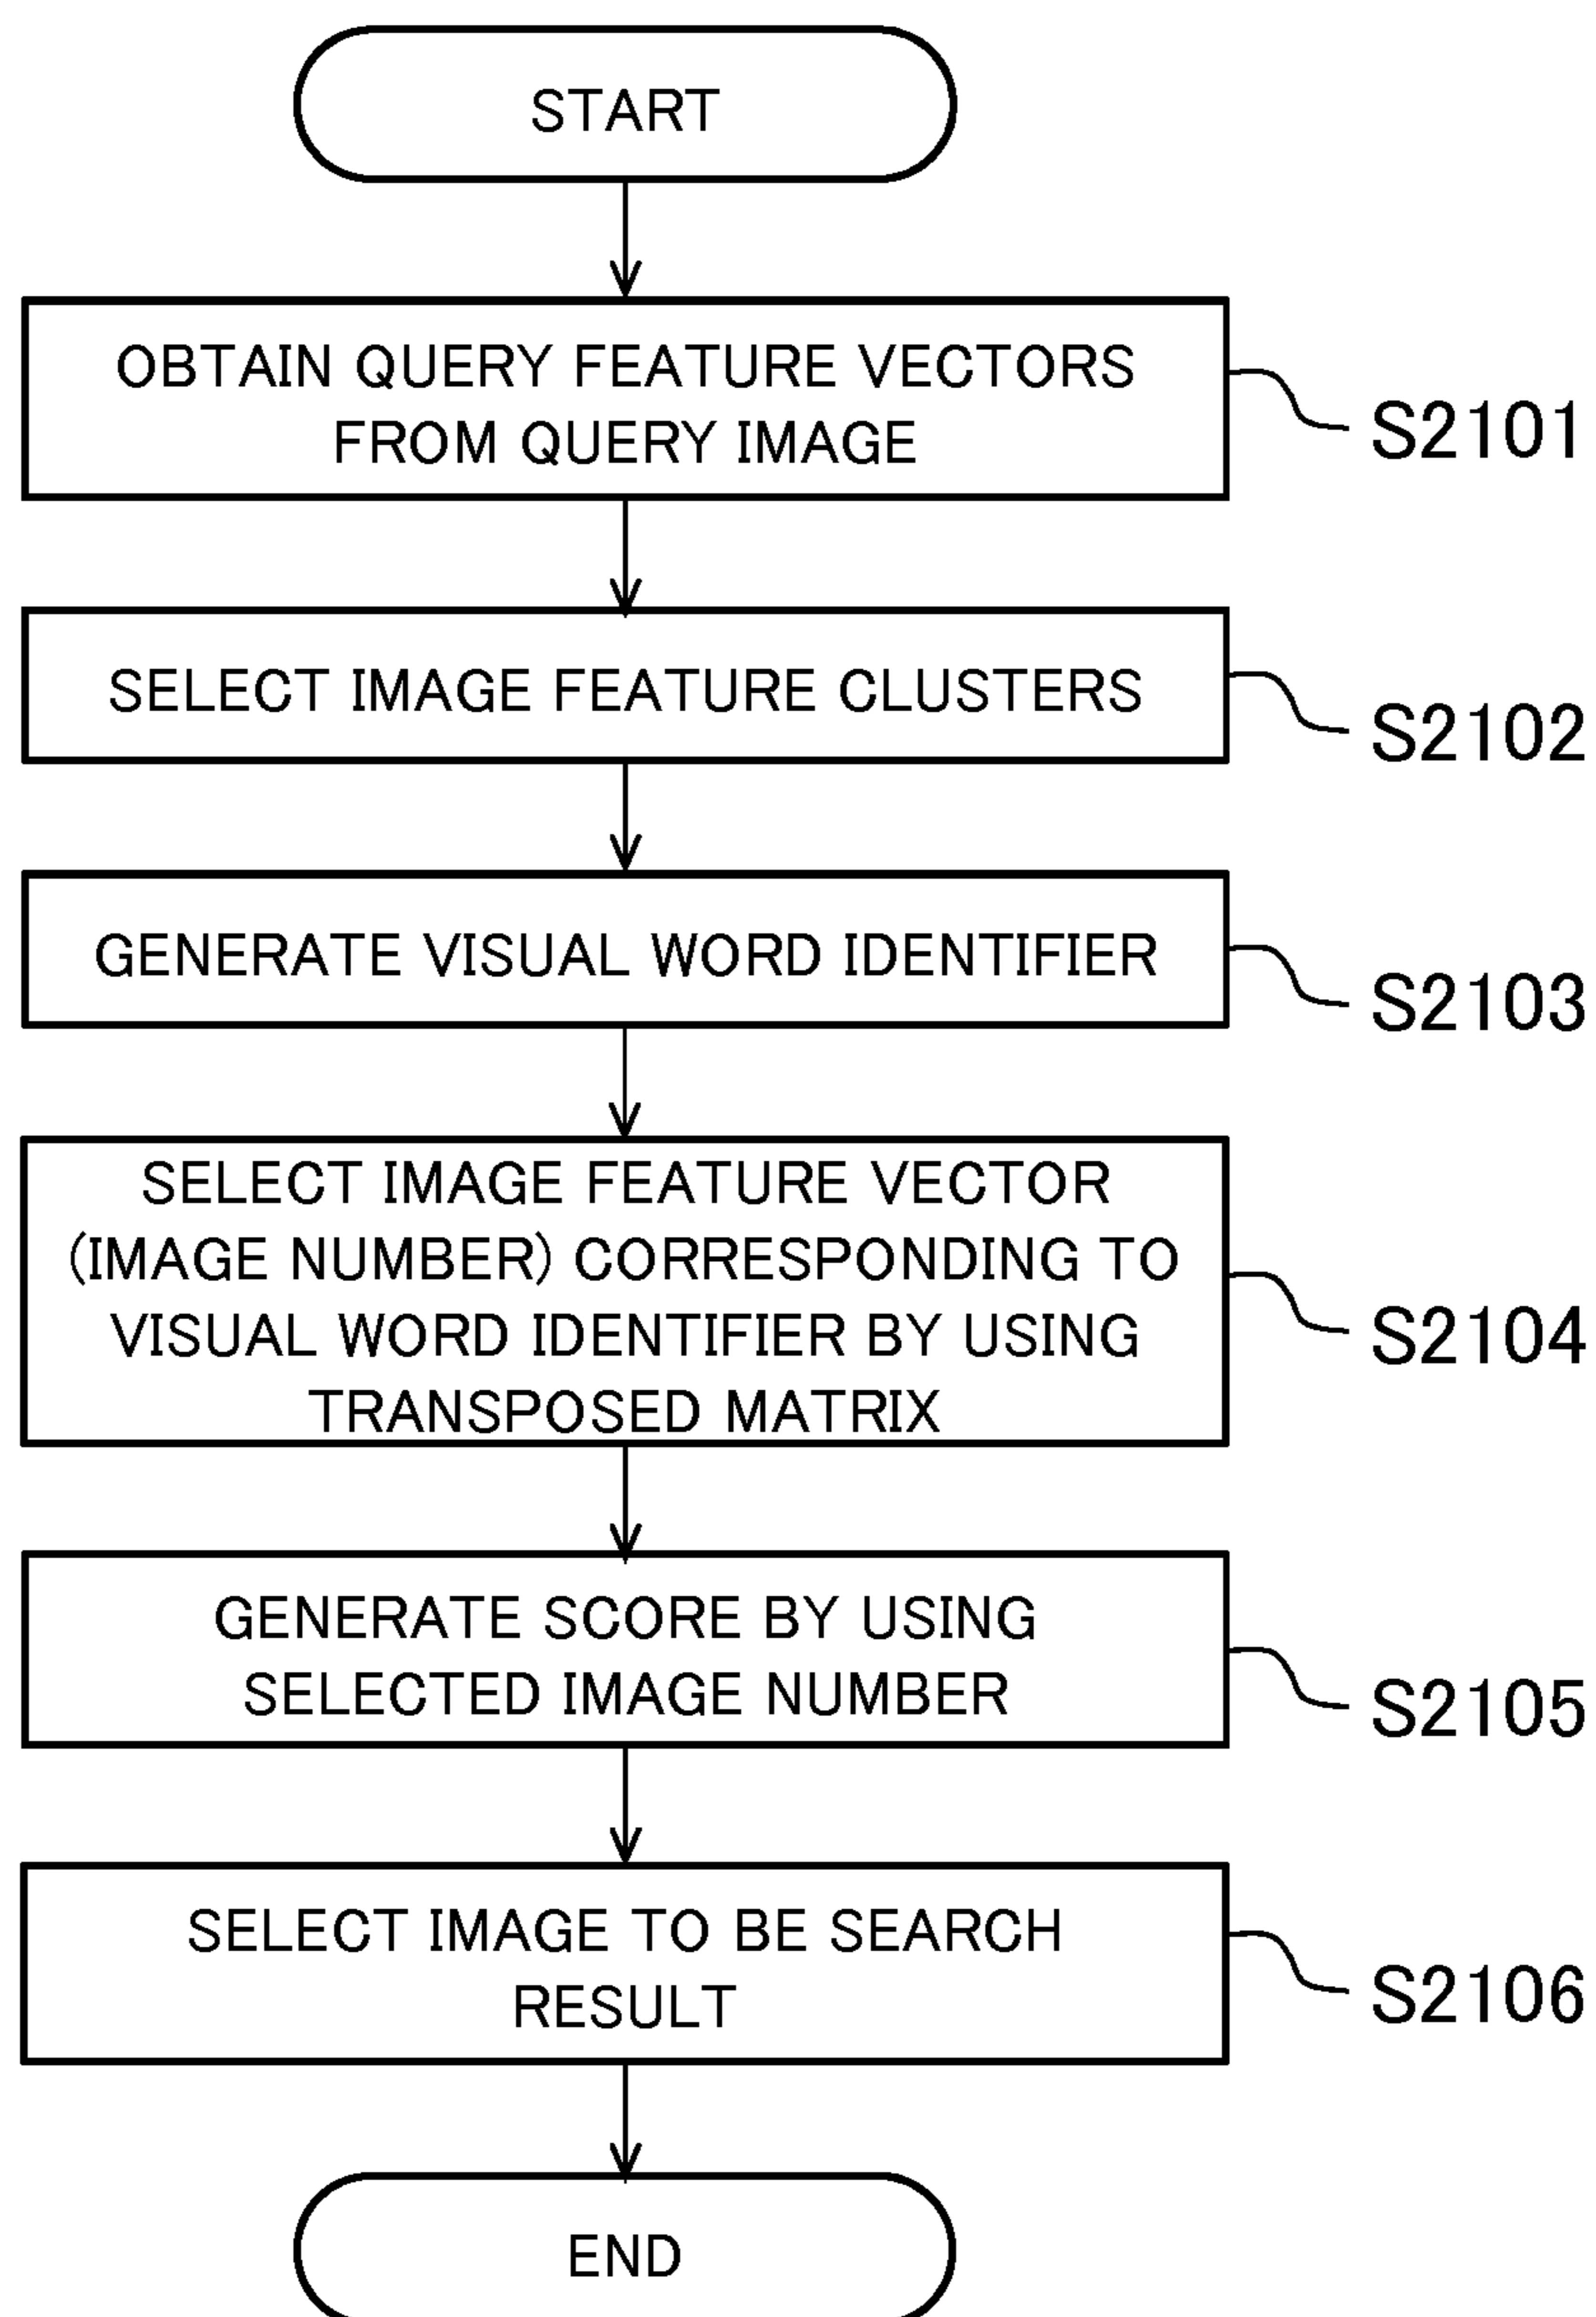 START
OBTAIN QUERY FEATURE VECTORS
FROM QUERY IMAGE
S2101
SELECT IMAGE FEATURE CLUSTERS
S2102
GENERATE VISUAL WORD IDENTIFIER
S2103
SELECT IMAGE FEATURE VECTOR
(IMAGE NUMBER) CORRESPONDING TO
VISUAL WORD IDENTIFIER BY USING
TRANSPOSED MATRIX
S2104
GENERATE SCORE BY USING
SELECTED IMAGE NUMBER
S2105
SELECT IMAGE TO BE SEARCH
RESULT
S2106
END